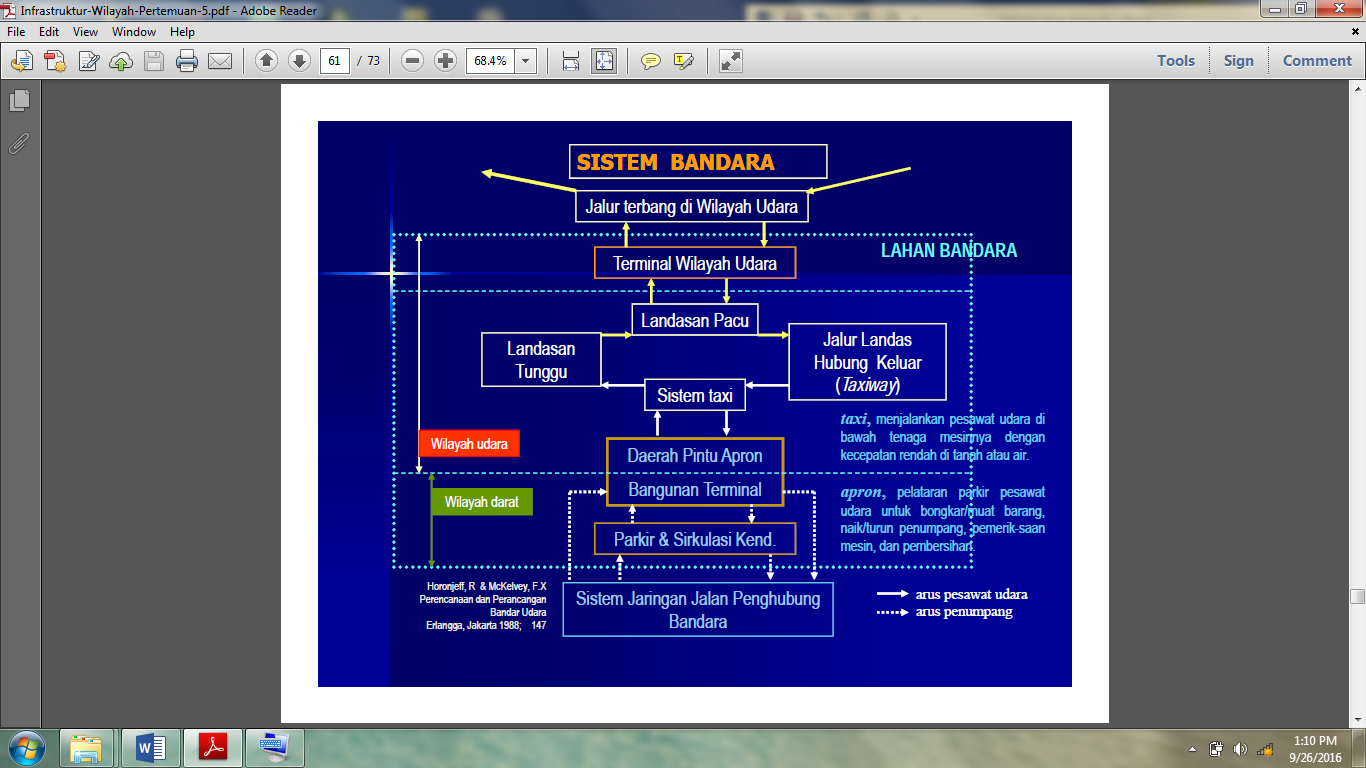 Infrastruktur-Wilayah-Pertemuan-5.pdf - Adobe Reader
File Edit View Window Help
61 / 73 68.4% Tools Sign Comment
SISTEM BANDARA
Jalur terbang di Wilayah Udara
LAHAN BANDARA
Terminal Wilayah Udara
Landasan Pacu
Landasan
Tunggu
Jalur Landas
Hubung Keluar
(Taxiway)
Sistem taxi
taxi, menjalankan pesawat udara di
bawah tenaga mesinnya dengan
kecepatan rendah di tanah atau air.
Wilayah udara
Daerah Pintu Apron
Bangunan Terminal
Wilayah darat
apron, pelataran parkir pesawat
udara untuk bongkar/muat barang,
naik/turun penumpang, pemerik-saan
mesin, dan pembersihan.
Parkir & Sirkulasi Kend.
Horonjeff, R & McKelvey, F.X
Perencanaan dan Perancangan
Bandar Udara
Erlangga, Jakarta 1988; 147
Sistem Jaringan Jalan Penghubung
Bandara
arus pesawat udara
arus penumpang
1:10 PM
9/26/2016